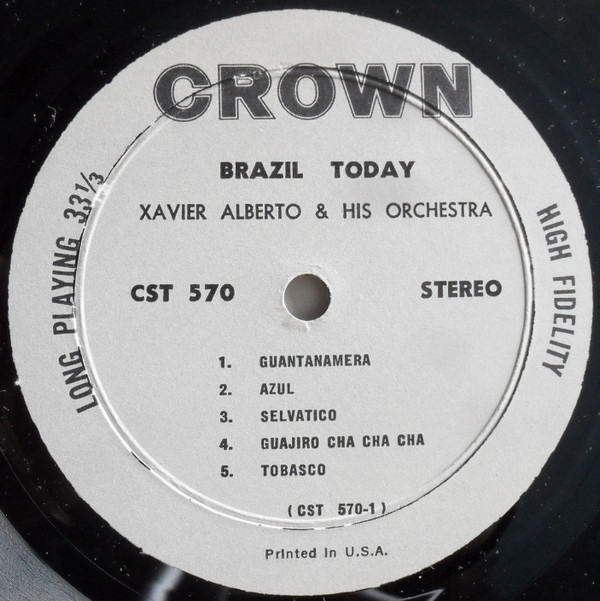 CROWN
BRAZIL TODAY
XAVIER ALBERTO & HIS ORCHESTRA
LONG PLAYING 33⅓
HIGH FIDELITY
CST 570
STEREO
1. GUANTANAMERA
2. AZUL
3. SELVATICO
4. GUAJIRO CHA CHA CHA
5. TOBASCO
(CST 570-1)
Printed in U.S.A.